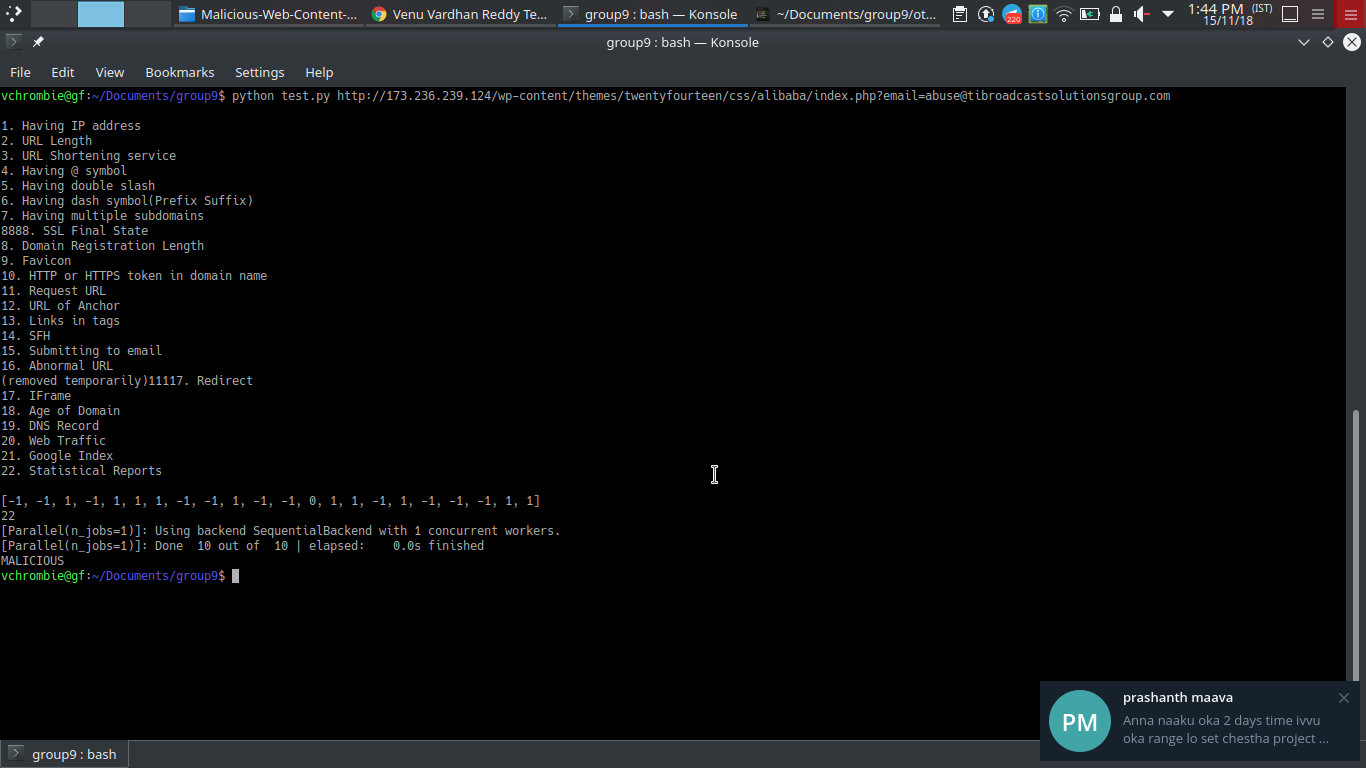 Malicious-Web-Content-...
Venu Vardhan Reddy Te...
group9 : bash — Konsole
~/Documents/group9/ot...
220
1:44 PM (IST)
15/11/18
group9 : bash — Konsole
File Edit View Bookmarks Settings Help
vchrombie@gf:~/Documents/group9$ python test.py http://173.236.239.124/wp-content/themes/twentyfourteen/css/alibaba/index.php?email=abuse@tibroadcastsolutionsgroup.com
1. Having IP address
2. URL Length
3. URL Shortening service
4. Having @ symbol
5. Having double slash
6. Having dash symbol(Prefix Suffix)
7. Having multiple subdomains
8888. SSL Final State
8. Domain Registration Length
9. Favicon
10. HTTP or HTTPS token in domain name
11. Request URL
12. URL of Anchor
13. Links in tags
14. SFH
15. Submitting to email
16. Abnormal URL
(removed temporarily)11117. Redirect
17. IFrame
18. Age of Domain
19. DNS Record
20. Web Traffic
21. Google Index
22. Statistical Reports
[-1, -1, 1, -1, 1, 1, 1, -1, -1, 1, -1, -1, 0, 1, 1, -1, 1, -1, -1, -1, 1, 1]
22
[Parallel(n_jobs=1)]: Using backend SequentialBackend with 1 concurrent workers.
[Parallel(n_jobs=1)]: Done  10 out of  10 | elapsed:    0.0s finished
MALICIOUS
vchrombie@gf:~/Documents/group9$
PM
prashanth maava
Anna naaku oka 2 days time ivvu
oka range lo set chestha project ...
group9 : bash